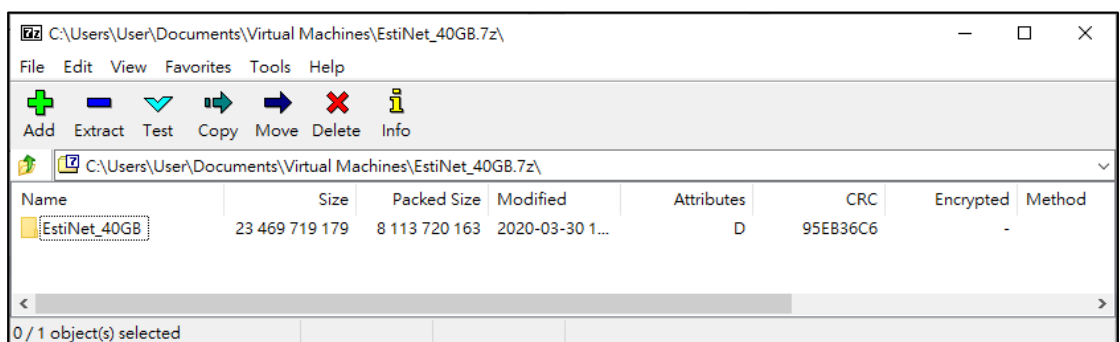 C:\Users\User\Documents\Virtual Machines\EstiNet_40GB.7z\
File Edit View Favorites Tools Help
Add Extract Test Copy Move Delete Info
C:\Users\User\Documents\Virtual Machines\EstiNet_40GB.7z\
Name Size Packed Size Modified Attributes CRC Encrypted Method
EstiNet_40GB 23 469 719 179 8 113 720 163 2020-03-30 1... D 95EB36C6 -
0 / 1 object(s) selected